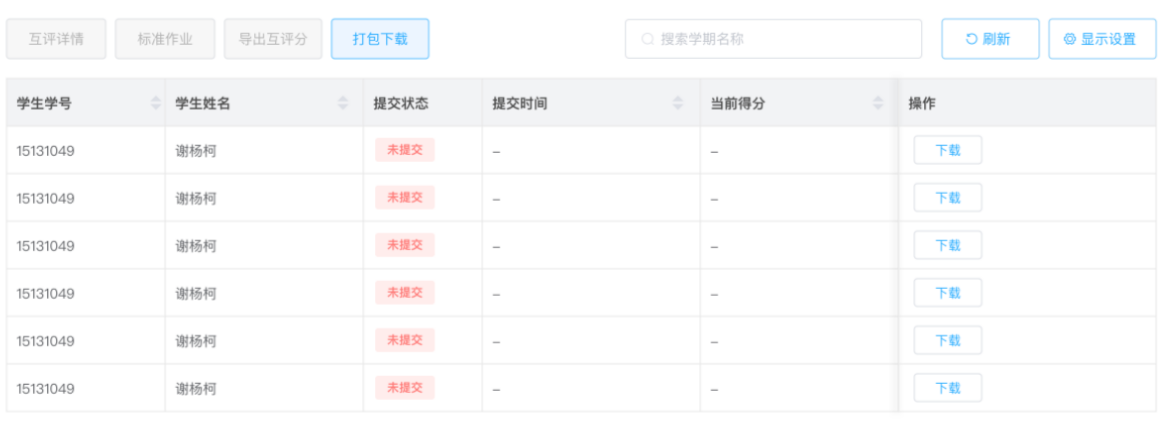 互评详情 标准作业 导出互评分 打包下载 搜索学期名称 刷新 显示设置
学生学号 学生姓名 提交状态 提交时间 当前得分 操作
15131049 谢杨柯 未提交 – – 下载
15131049 谢杨柯 未提交 – – 下载
15131049 谢杨柯 未提交 – – 下载
15131049 谢杨柯 未提交 – – 下载
15131049 谢杨柯 未提交 – – 下载
15131049 谢杨柯 未提交 – – 下载